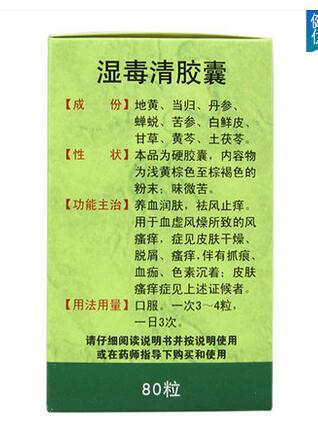 湿毒清胶囊
【成　份】地黄、当归、丹参、
蝉蜕、苦参、白鲜皮、
甘草、黄芩、土茯苓。
【性　状】本品为硬胶囊，内容物
为浅黄棕色至棕褐色的
粉末；味微苦。
【功能主治】养血润肤，祛风止痒。
用于血虚风燥所致的风
瘙痒，症见皮肤干燥、
脱屑、瘙痒，伴有抓痕、
血痂、色素沉着；皮肤
瘙痒症见上述证候者。
【用法用量】口服。一次3～4粒，
一日3次。
请仔细阅读说明书并按说明使用
或在药师指导下购买和使用
80粒